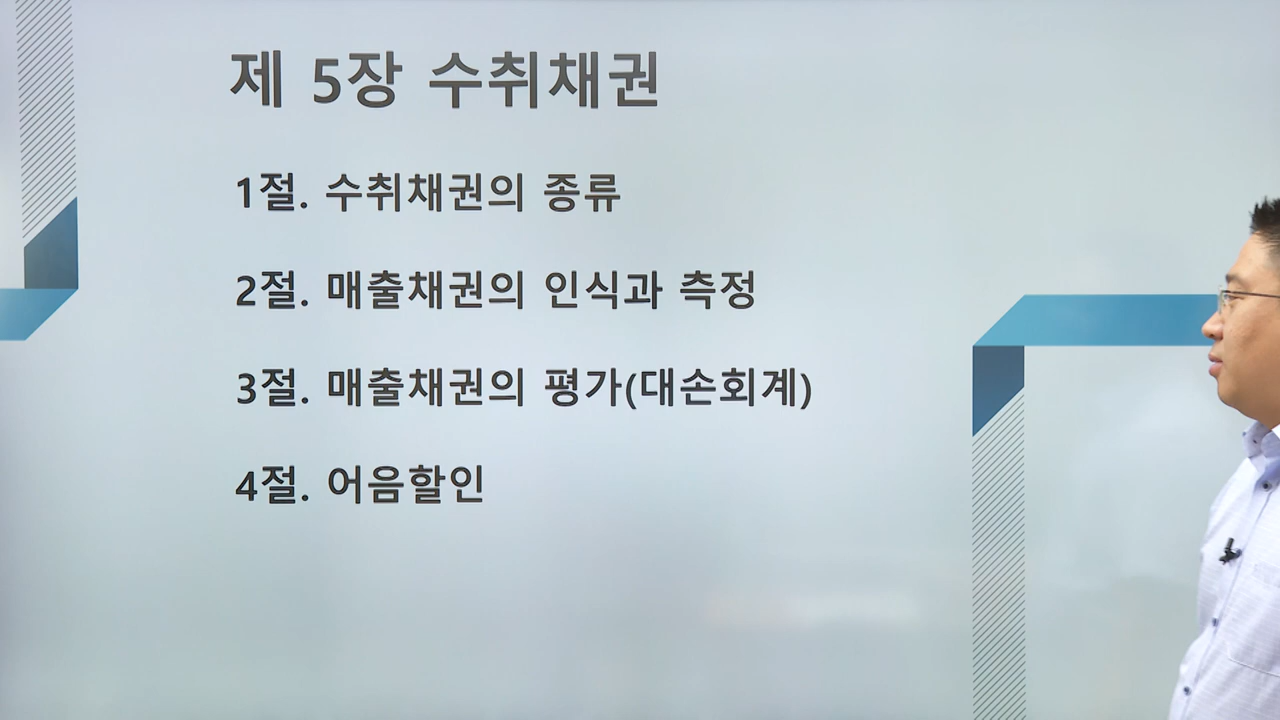 제 5장 수취채권
1절. 수취채권의 종류
2절. 매출채권의 인식과 측정
3절. 매출채권의 평가(대손회계)
4절. 어음할인